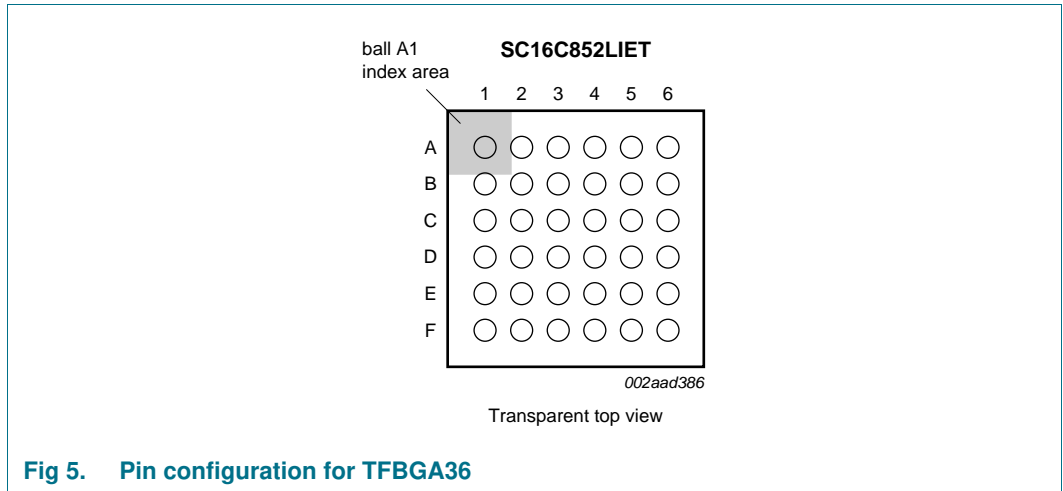 ball A1
index area
SC16C852LIET
1 2 3 4 5 6
A
B
C
D
E
F
002aad386
Transparent top view
Fig 5. Pin configuration for TFBGA36